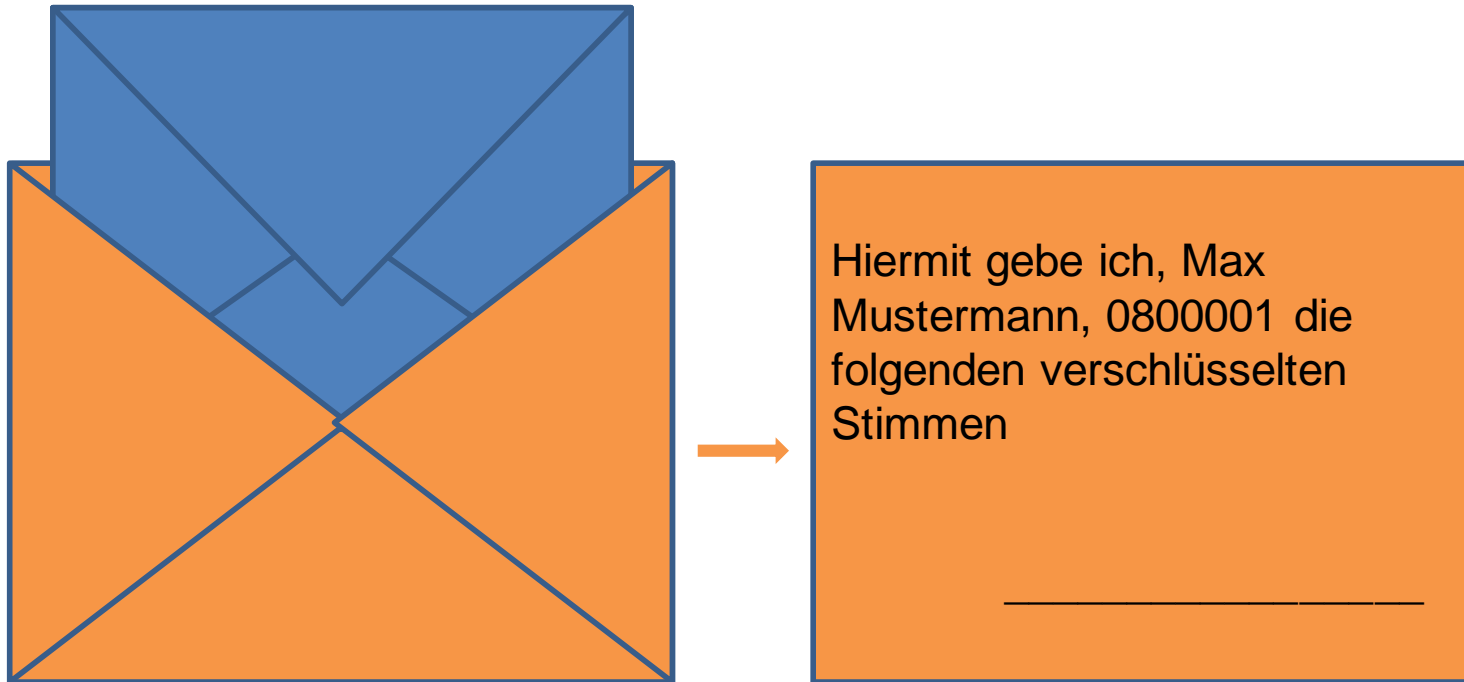 Hiermit gebe ich, Max
Mustermann, 0800001 die
folgenden verschlüsselten
Stimmen